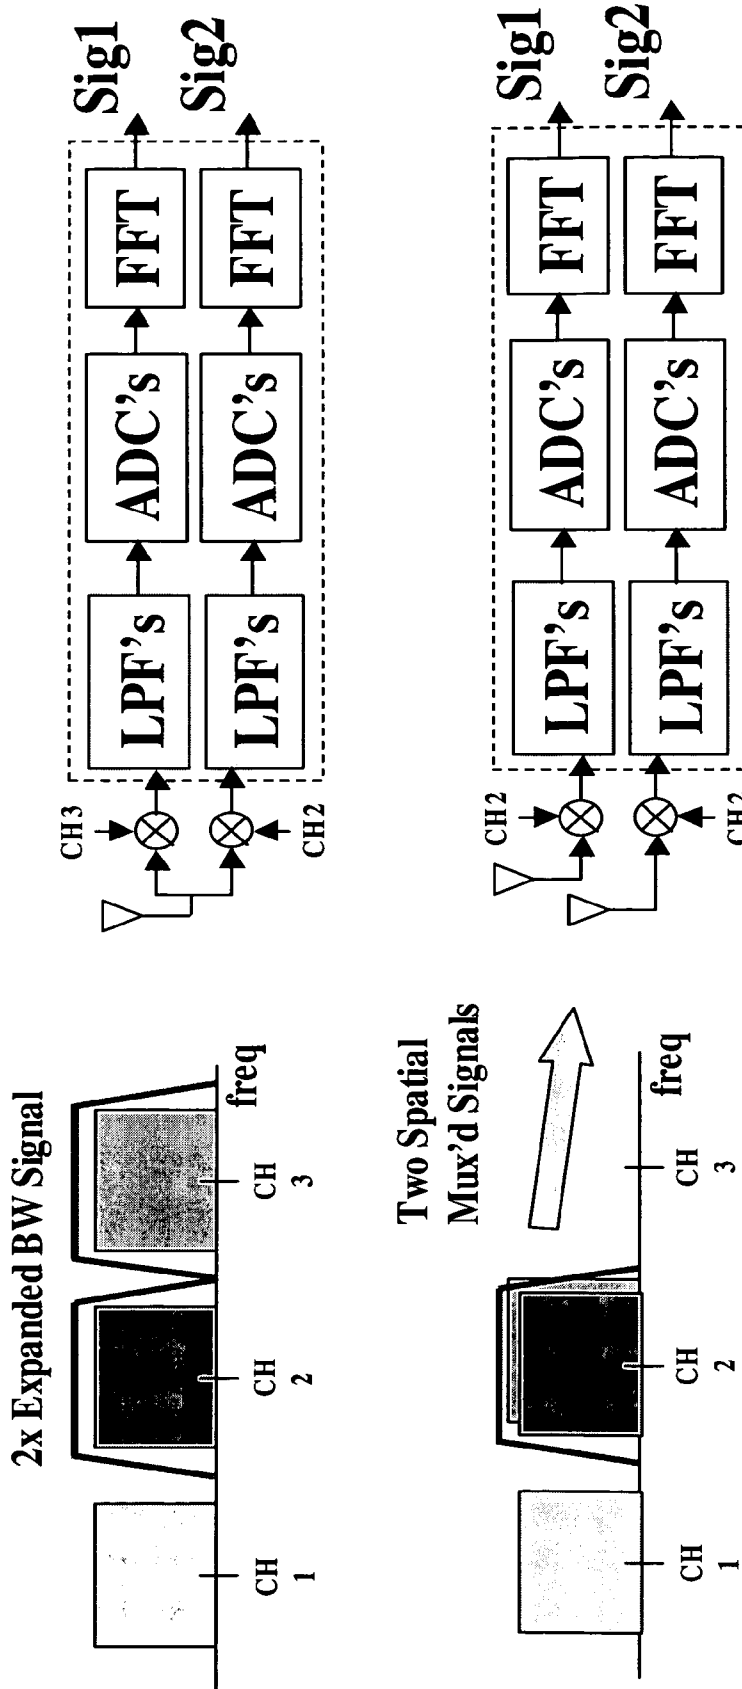 2x Expanded BW Signal
CH
1
CH
2
CH
3
freq
CH3
CH2
LPF's
ADC's
FFT
Sig1
LPF's
ADC's
FFT
Sig2
Two Spatial
Mux'd Signals
CH
1
CH
2
CH
3
freq
CH2
CH2
LPF's
ADC's
FFT
Sig1
LPF's
ADC's
FFT
Sig2